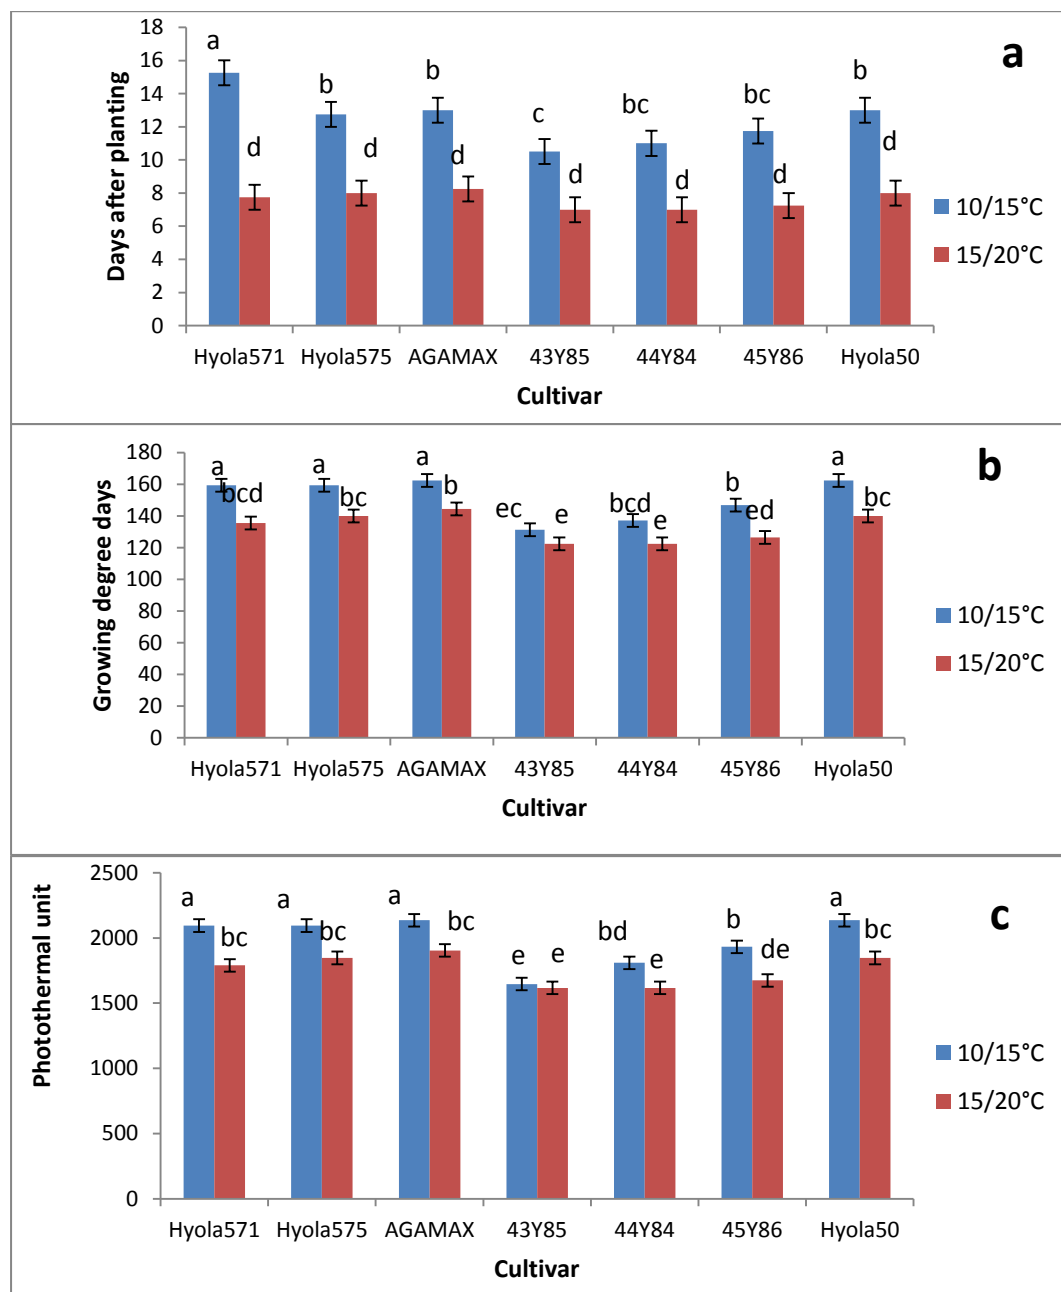 a
Days after planting
18
16
14
12
10
8
6
4
2
0
a d b d b d c d bc d bc d b d
Hyola571 Hyola575 AGAMAX 43Y85 44Y84 45Y86 Hyola50
Cultivar
10/15°C
15/20°C
b
Growing degree days
180
160
140
120
100
80
60
40
20
0
a bcd a bc a b ec e bcd e b ed a bc
Hyola571 Hyola575 AGAMAX 43Y85 44Y84 45Y86 Hyola50
Cultivar
10/15°C
15/20°C
c
Photothermal unit
2500
2000
1500
1000
500
0
a bc a bc a bc e e bd e b de a bc
Hyola571 Hyola575 AGAMAX 43Y85 44Y84 45Y86 Hyola50
Cultivar
10/15°C
15/20°C